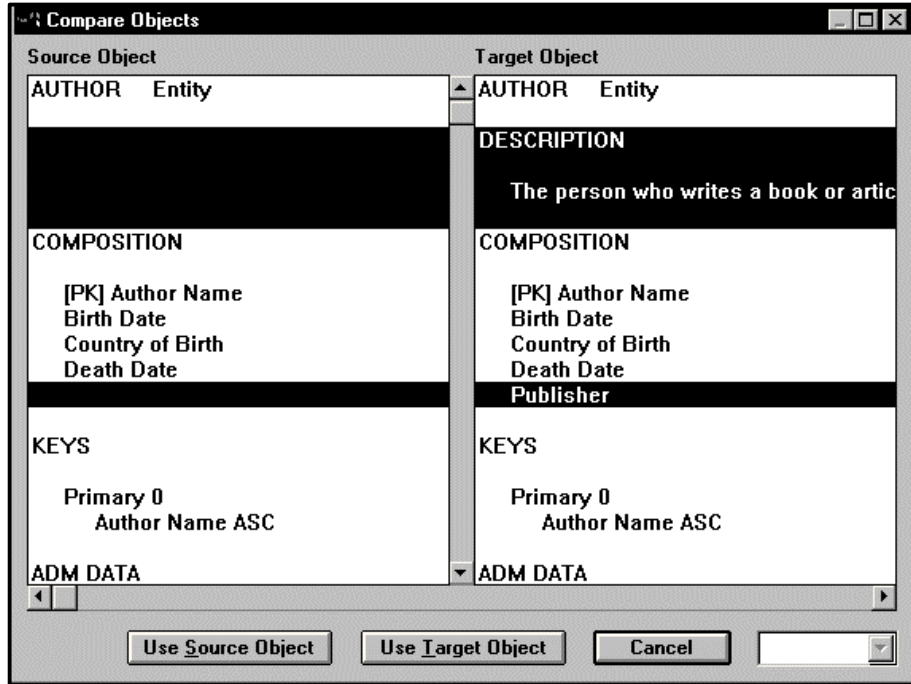 Compare Objects
Source Object
AUTHOR Entity
COMPOSITION
[PK] Author Name
Birth Date
Country of Birth
Death Date
KEYS
Primary 0
Author Name ASC
ADM DATA
Target Object
AUTHOR Entity
DESCRIPTION
The person who writes a book or artic
COMPOSITION
[PK] Author Name
Birth Date
Country of Birth
Death Date
Publisher
KEYS
Primary 0
Author Name ASC
ADM DATA
Use Source Object
Use Target Object
Cancel